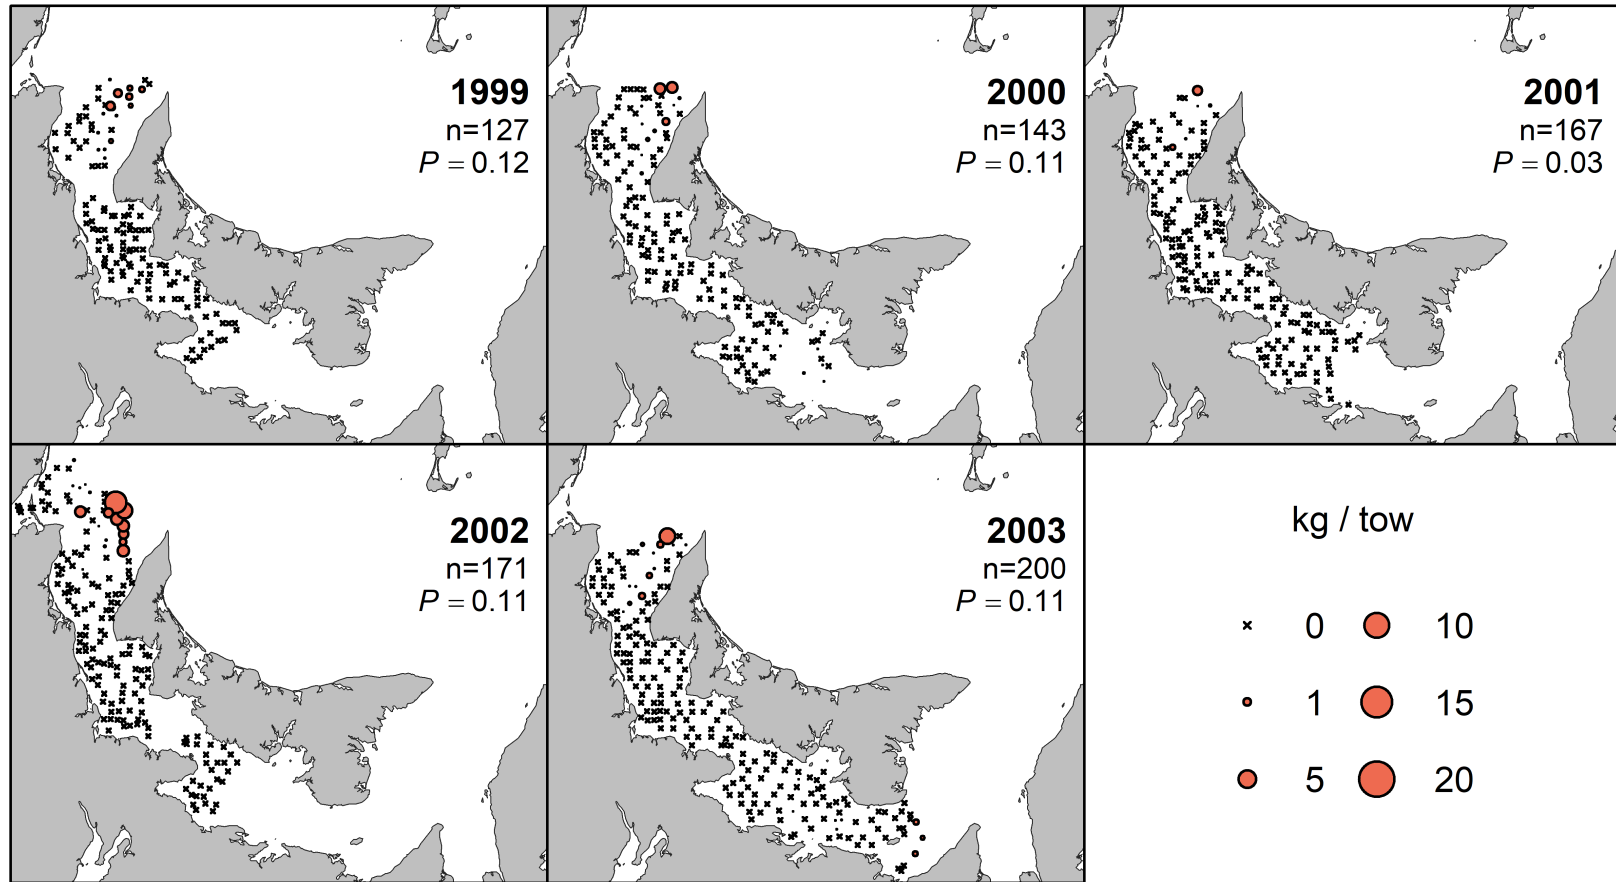 1999
n=127
P = 0.12
2000
n=143
P = 0.11
2001
n=167
P = 0.03
2002
n=171
P = 0.11
2003
n=200
P = 0.11
kg / tow
0 10
1 15
5 20